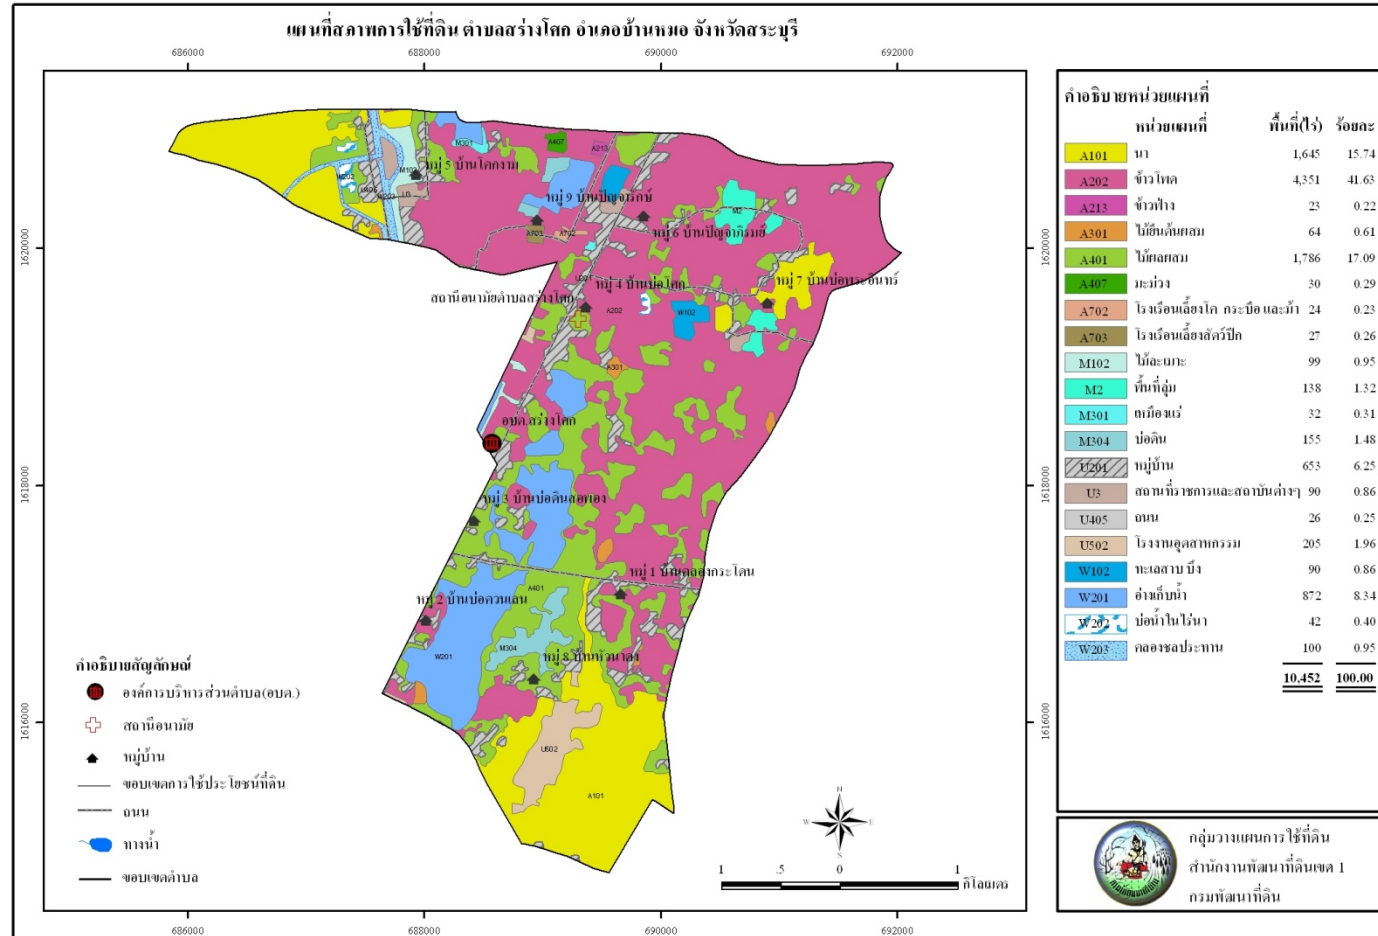 แผนที่สภาพการใช้ที่ดิน ตำบลสร่างโศก อำเภอบ้านหมอ จังหวัดสระบุรี
686000 688000 690000 692000
1620000 1620000
1618000 1618000
1616000 1616000
686000 688000 690000 692000
หมู่ 5 บ้านโคกงาม
หมู่ 9 บ้านปัญจารักษ์
หมู่ 6 บ้านปัญจาภิรมย์
หมู่ 4 บ้านบ่อโศก
หมู่ 7 บ้านบ่อพระอินทร์
สถานีอนามัยตำบลสร่างโศก
อบต.สร่างโศก
หมู่ 3 บ้านบ่อดินสอพอง
หมู่ 1 บ้านคลองกระโดน
หมู่ 2 บ้านบ่อกวนเลน
หมู่ 8 บ้านหัวนาดง
M301
A407
A213
M102
W202
U405
W203
U3
A703
A702
M2
U201
A202
W102
A301
A401
W201
M304
U502
A101
คำอธิบายสัญลักษณ์
องค์การบริหารส่วนตำบล(อบต.)
สถานีอนามัย
หมู่บ้าน
ขอบเขตการใช้ประโยชน์ที่ดิน
ถนน
ทางน้ำ
ขอบเขตตำบล
N
W E
S
1 .5 0 1
กิโลเมตร
คำอธิบายหน่วยแผนที่
หน่วยแผนที่ พื้นที่(ไร่) ร้อยละ
A101 นา 1,645 15.74
A202 ข้าวโพด 4,351 41.63
A213 ข้าวฟ่าง 23 0.22
A301 ไม้ยืนต้นผสม 64 0.61
A401 ไม้ผลผสม 1,786 17.09
A407 มะม่วง 30 0.29
A702 โรงเรือนเลี้ยงโค กระบือ และม้า 24 0.23
A703 โรงเรือนเลี้ยงสัตว์ปีก 27 0.26
M102 ไม้ละเมาะ 99 0.95
M2 พื้นที่ลุ่ม 138 1.32
M301 เหมืองแร่ 32 0.31
M304 บ่อดิน 155 1.48
U201 หมู่บ้าน 653 6.25
U3 สถานที่ราชการและสถาบันต่างๆ 90 0.86
U405 ถนน 26 0.25
U502 โรงงานอุตสาหกรรม 205 1.96
W102 ทะเลสาบ บึง 90 0.86
W201 อ่างเก็บน้ำ 872 8.34
W202 บ่อน้ำในไร่นา 42 0.40
W203 คลองชลประทาน 100 0.95
10,452 100.00
กลุ่มวางแผนการใช้ที่ดิน
สำนักงานพัฒนาที่ดินเขต 1
กรมพัฒนาที่ดิน